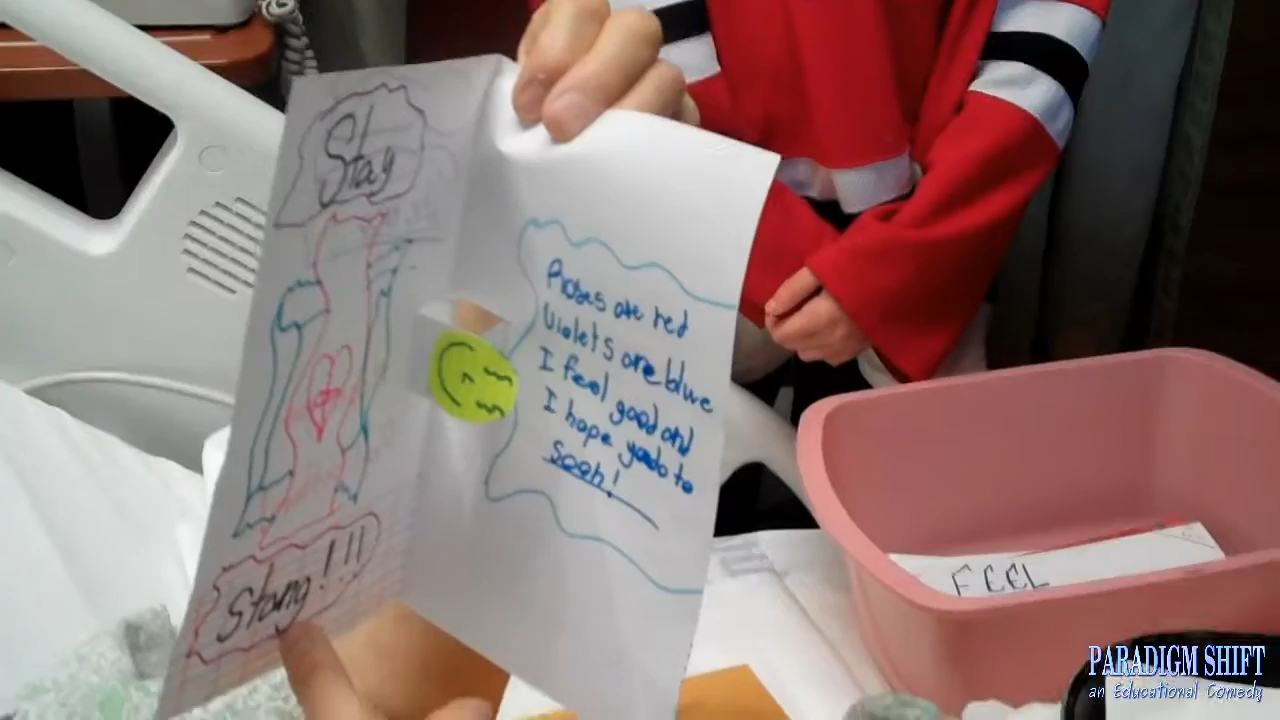 Stay
Stong!!!
Roses are red
Violets are blue
I feel good and
I hope you do to
Soon!
FEEL
PARADIGM SHIFT
an Educational Comedy